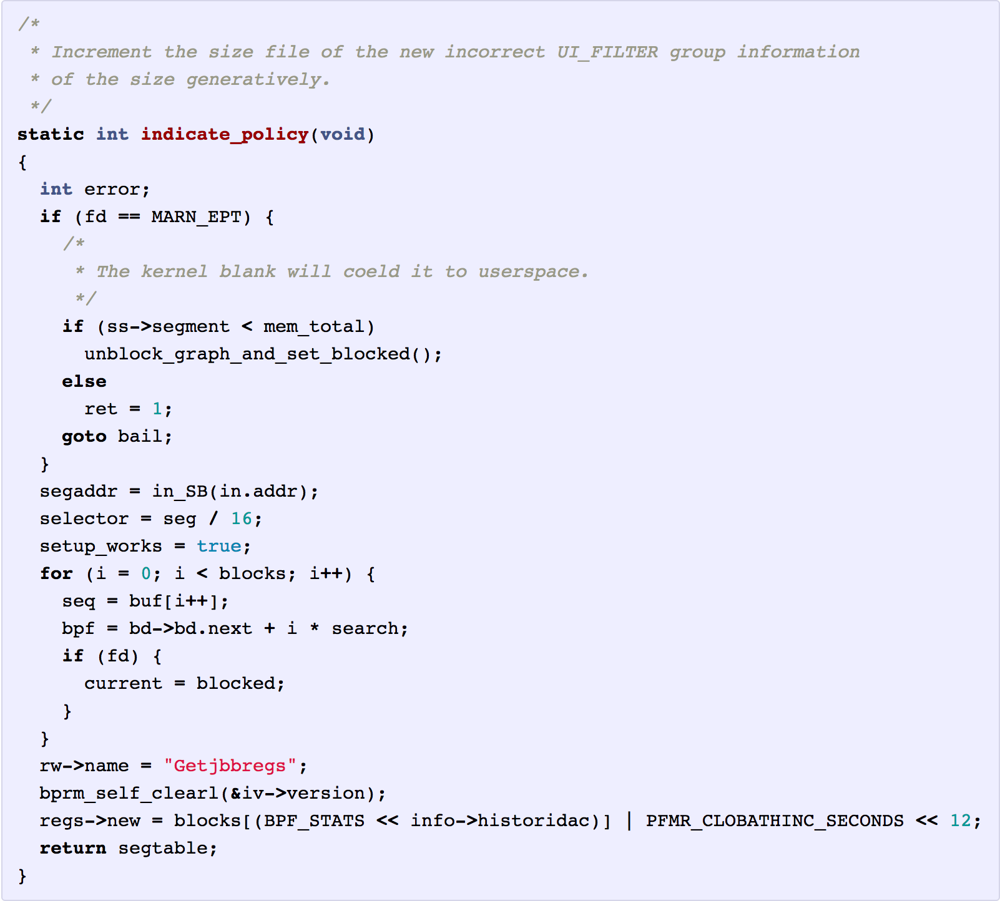 /*
 * Increment the size file of the new incorrect UI_FILTER group information
 * of the size generatively.
 */
static int indicate_policy(void)
{
  int error;
  if (fd == MARN_EPT) {
    /*
     * The kernel blank will coeld it to userspace.
     */
    if (ss->segment < mem_total)
      unblock_graph_and_set_blocked();
    else
      ret = 1;
    goto bail;
  }
  segaddr = in_SB(in.addr);
  selector = seg / 16;
  setup_works = true;
  for (i = 0; i < blocks; i++) {
    seq = buf[i++];
    bpf = bd->bd.next + i * search;
    if (fd) {
      current = blocked;
    }
  }
  rw->name = "Getjbbregs";
  bprm_self_clearl(&iv->version);
  regs->new = blocks[(BPF_STATS << info->historidac)] | PFMR_CLOBATHINC_SECONDS << 12;
  return segtable;
}